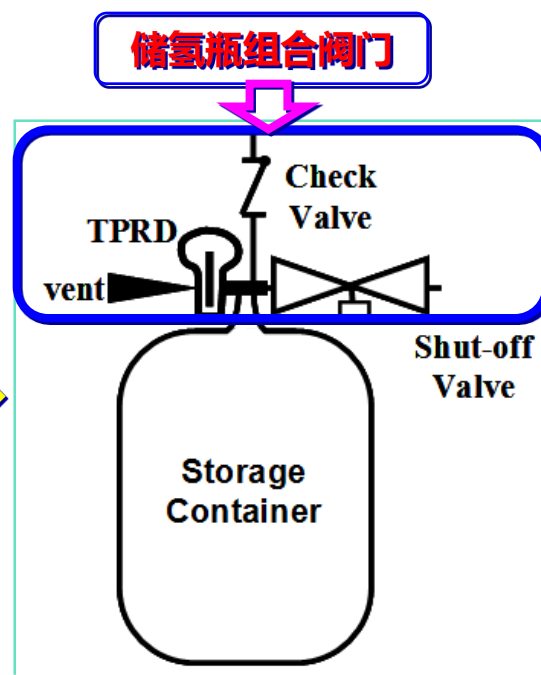 储氢瓶组合阀门
Check
Valve
TPRD
vent
Shut-off
Valve
Storage
Container